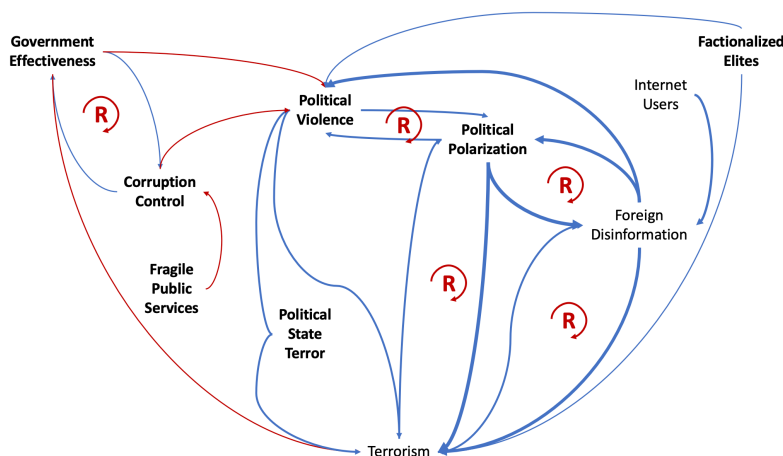 Government
Effectiveness
Factionalized
Elites
Internet
Users
R
Political
Violence
R
Political
Polarization
Corruption
Control
R
Foreign
Disinformation
Fragile
Public
Services
R
Political
State
Terror
R
Terrorism